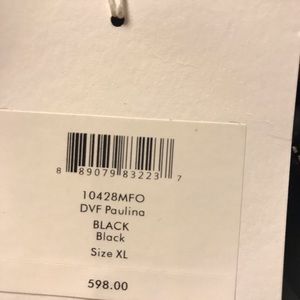 8 89079 83223 7
10428MFO
DVF Paulina
BLACK
Black
Size XL
598.00